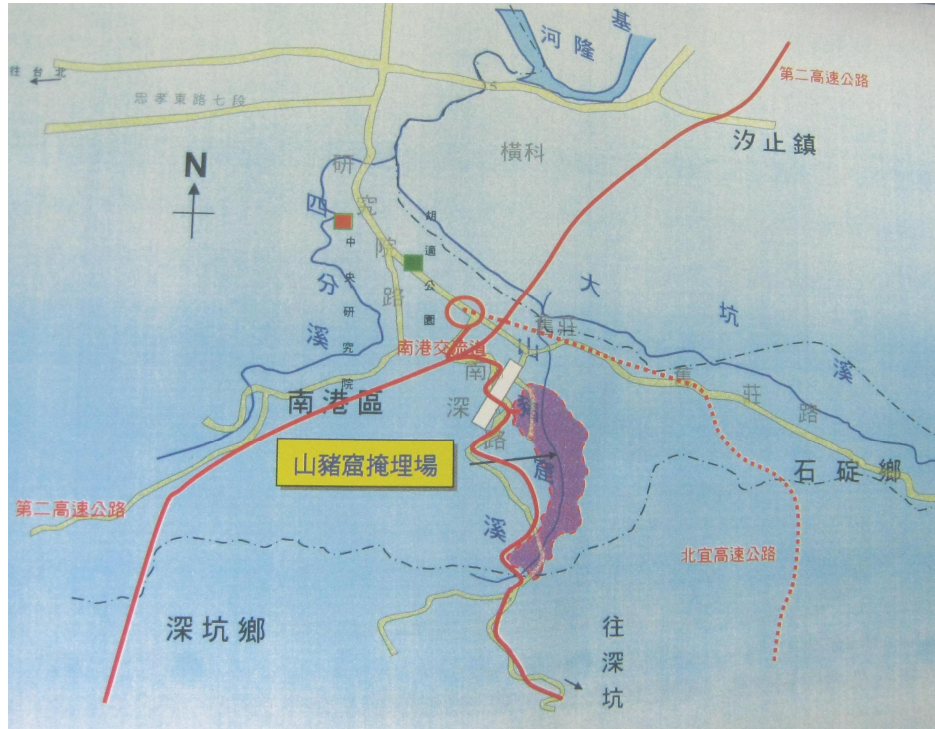 基隆河
往台北
第二高速公路
忠孝東路七段
汐止鎮
橫科
N
研究院路
四分溪
胡適公園
中央研究院
大坑溪
舊莊
南港交流道
舊莊路
南深路
山豬窟溪
南港區
山豬窟掩埋場
石碇鄉
第二高速公路
北宜高速公路
深坑鄉
往深坑